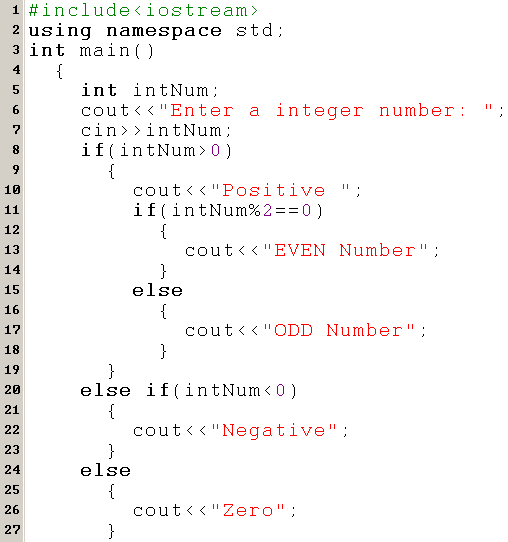 1 #include<iostream>
2 using namespace std;
3 int main()
4 {
5 int intNum;
6 cout<<"Enter a integer number: ";
7 cin>>intNum;
8 if(intNum>0)
9 {
10 cout<<"Positive ";
11 if(intNum%2==0)
12 {
13 cout<<"EVEN Number";
14 }
15 else
16 {
17 cout<<"ODD Number";
18 }
19 }
20 else if(intNum<0)
21 {
22 cout<<"Negative";
23 }
24 else
25 {
26 cout<<"Zero";
27 }